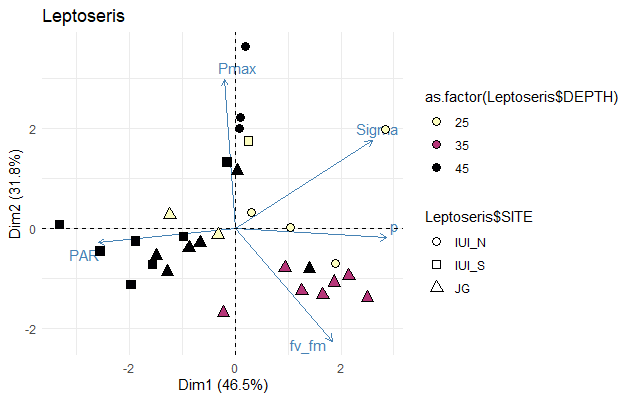 Leptoseris
Pmax
Sigma
p
PAR
fv_fm
2
0
-2
-2
0
2
Dim1 (46.5%)
Dim2 (31.8%)
as.factor(Leptoseris$DEPTH)
25
35
45
Leptoseris$SITE
IUI_N
IUI_S
JG